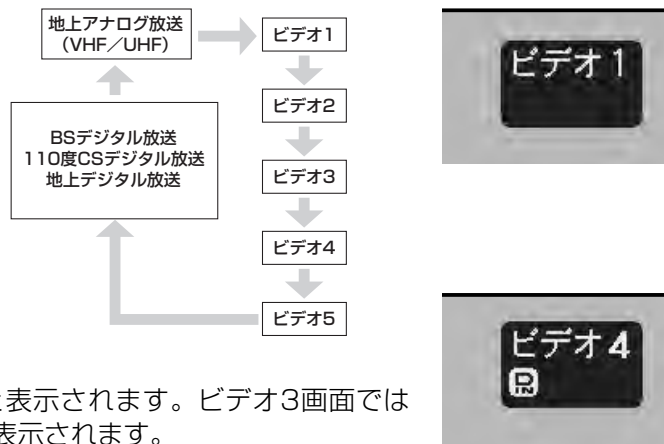 地上アナログ放送
（VHF／UHF）
ビデオ1
ビデオ2
BSデジタル放送
110度CSデジタル放送
地上デジタル放送
ビデオ3
ビデオ4
ビデオ5
ビデオ1
ビデオ4
表示されます。ビデオ3画面では
表示されます。